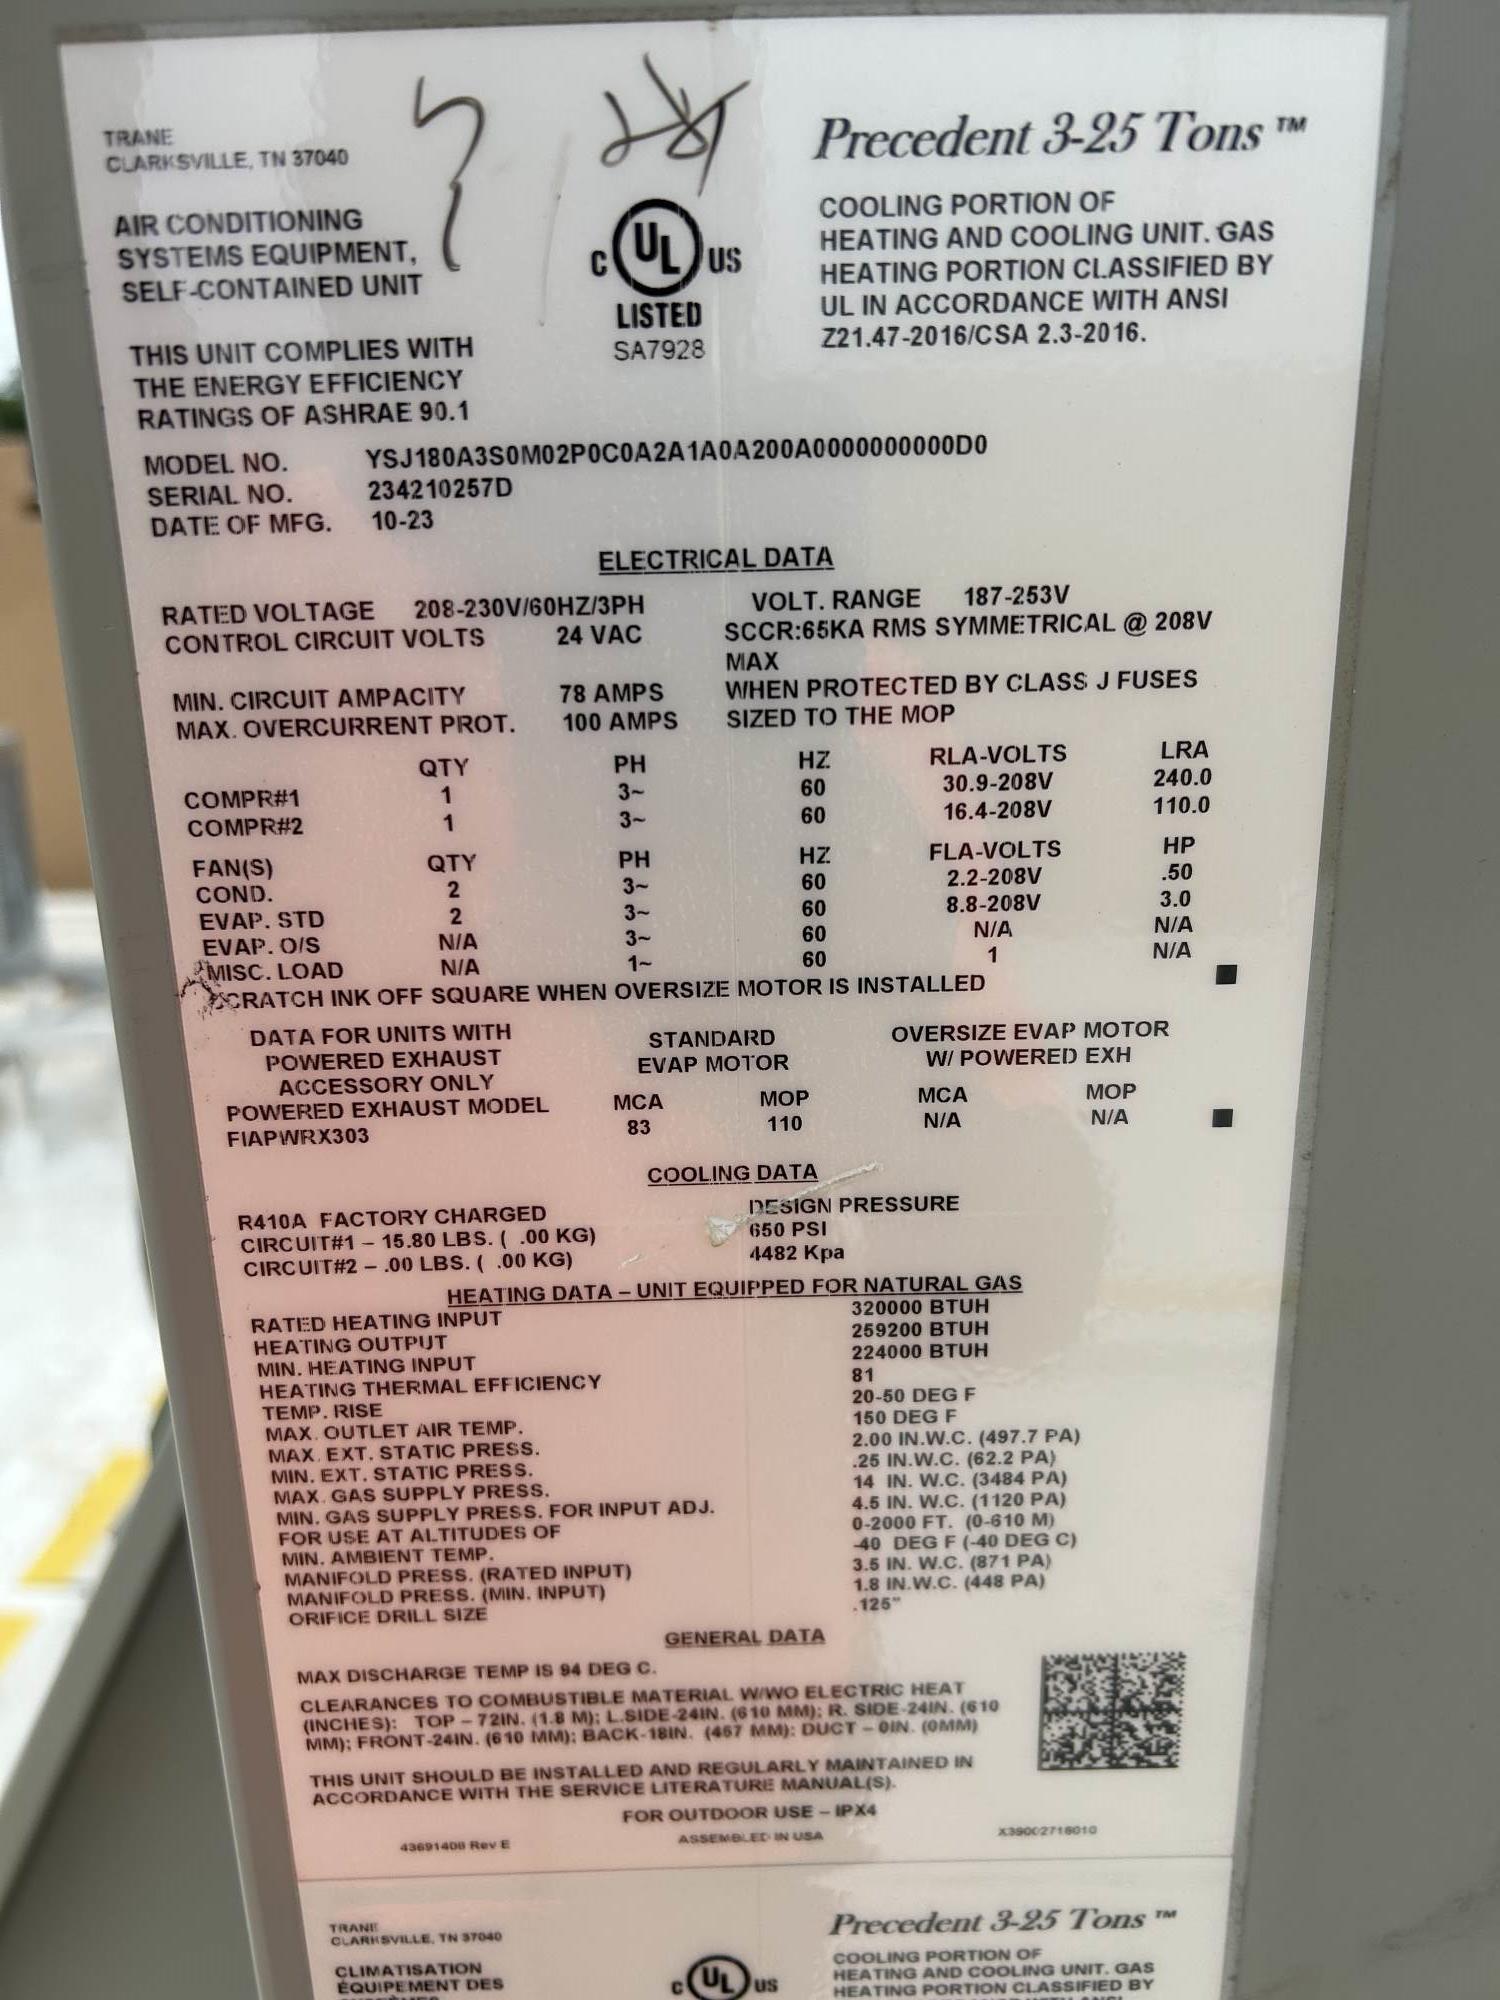 TRANE
CLARKSVILLE, TN 37040
Precedent 3-25 Tons ™
AIR CONDITIONING
SYSTEMS EQUIPMENT,
SELF-CONTAINED UNIT
C UL US
LISTED
SA7928
COOLING PORTION OF
HEATING AND COOLING UNIT. GAS
HEATING PORTION CLASSIFIED BY
UL IN ACCORDANCE WITH ANSI
Z21.47-2016/CSA 2.3-2016.
THIS UNIT COMPLIES WITH
THE ENERGY EFFICIENCY
RATINGS OF ASHRAE 90.1
MODEL NO. YSJ180A3S0M02P0C0A2A1A0A200A0000000000D0
SERIAL NO. 234210257D
DATE OF MFG. 10-23
ELECTRICAL DATA
RATED VOLTAGE 208-230V/60HZ/3PH VOLT. RANGE 187-253V
CONTROL CIRCUIT VOLTS 24 VAC SCCR:65KA RMS SYMMETRICAL @ 208V
MAX
MIN. CIRCUIT AMPACITY 78 AMPS WHEN PROTECTED BY CLASS J FUSES
MAX. OVERCURRENT PROT. 100 AMPS SIZED TO THE MOP
QTY PH HZ RLA-VOLTS LRA
COMPR#1 1 3~ 60 30.9-208V 240.0
COMPR#2 1 3~ 60 16.4-208V 110.0
FAN(S) QTY PH HZ FLA-VOLTS HP
COND. 2 3~ 60 2.2-208V .50
EVAP. STD 2 3~ 60 8.8-208V 3.0
EVAP. O/S N/A 3~ 60 N/A N/A
MISC. LOAD N/A 1~ 60 1 N/A
SCRATCH INK OFF SQUARE WHEN OVERSIZE MOTOR IS INSTALLED
DATA FOR UNITS WITH STANDARD OVERSIZE EVAP MOTOR
POWERED EXHAUST EVAP MOTOR W/ POWERED EXH
ACCESSORY ONLY
POWERED EXHAUST MODEL MCA MOP MCA MOP
FIAPWRX303 83 110 N/A N/A
COOLING DATA
R410A FACTORY CHARGED DESIGN PRESSURE
CIRCUIT#1 – 15.80 LBS. ( .00 KG) 650 PSI
CIRCUIT#2 – .00 LBS. ( .00 KG) 4482 Kpa
HEATING DATA – UNIT EQUIPPED FOR NATURAL GAS
RATED HEATING INPUT 320000 BTUH
HEATING OUTPUT 259200 BTUH
MIN. HEATING INPUT 224000 BTUH
HEATING THERMAL EFFICIENCY 81
TEMP. RISE 20-50 DEG F
MAX. OUTLET AIR TEMP. 150 DEG F
MAX. EXT. STATIC PRESS. 2.00 IN.W.C. (497.7 PA)
MIN. EXT. STATIC PRESS. .25 IN.W.C. (62.2 PA)
MAX. GAS SUPPLY PRESS. 14 IN. W.C. (3484 PA)
MIN. GAS SUPPLY PRESS. FOR INPUT ADJ. 4.5 IN. W.C. (1120 PA)
FOR USE AT ALTITUDES OF 0-2000 FT. (0-610 M)
MIN. AMBIENT TEMP. -40 DEG F (-40 DEG C)
MANIFOLD PRESS. (RATED INPUT) 3.5 IN. W.C. (871 PA)
MANIFOLD PRESS. (MIN. INPUT) 1.8 IN.W.C. (448 PA)
ORIFICE DRILL SIZE .125"
GENERAL DATA
MAX DISCHARGE TEMP IS 94 DEG C.
CLEARANCES TO COMBUSTIBLE MATERIAL W/WO ELECTRIC HEAT
(INCHES): TOP – 72IN. (1.8 M); L.SIDE-24IN. (610 MM); R. SIDE-24IN. (610
MM); FRONT-24IN. (610 MM); BACK-18IN. (457 MM); DUCT – 0IN. (0MM)
THIS UNIT SHOULD BE INSTALLED AND REGULARLY MAINTAINED IN
ACCORDANCE WITH THE SERVICE LITERATURE MANUAL(S).
FOR OUTDOOR USE – IPX4
43691408 Rev E ASSEMBLED IN USA X39002718010
TRANE
CLARKSVILLE, TN 37040
Precedent 3-25 Tons ™
CLIMATISATION
ÉQUIPEMENT DES
C UL US
COOLING PORTION OF
HEATING AND COOLING UNIT. GAS
HEATING PORTION CLASSIFIED BY